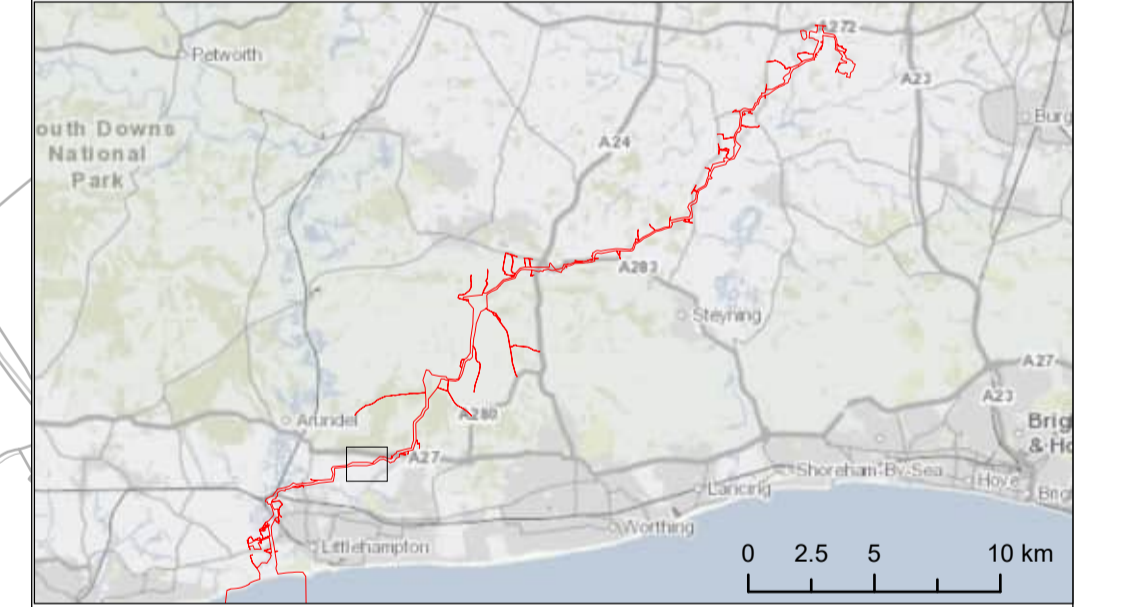 A272
Petworth
A23
Burg
outh Downs
National
Park
A24
A283
Steyning
A27
A23
Arundel
A280
Brig
& Ho
A27
Shoreham-By-Sea
Hove
Lancing
Brig
Worthing
Littlehampton
0 2.5 5 10 km